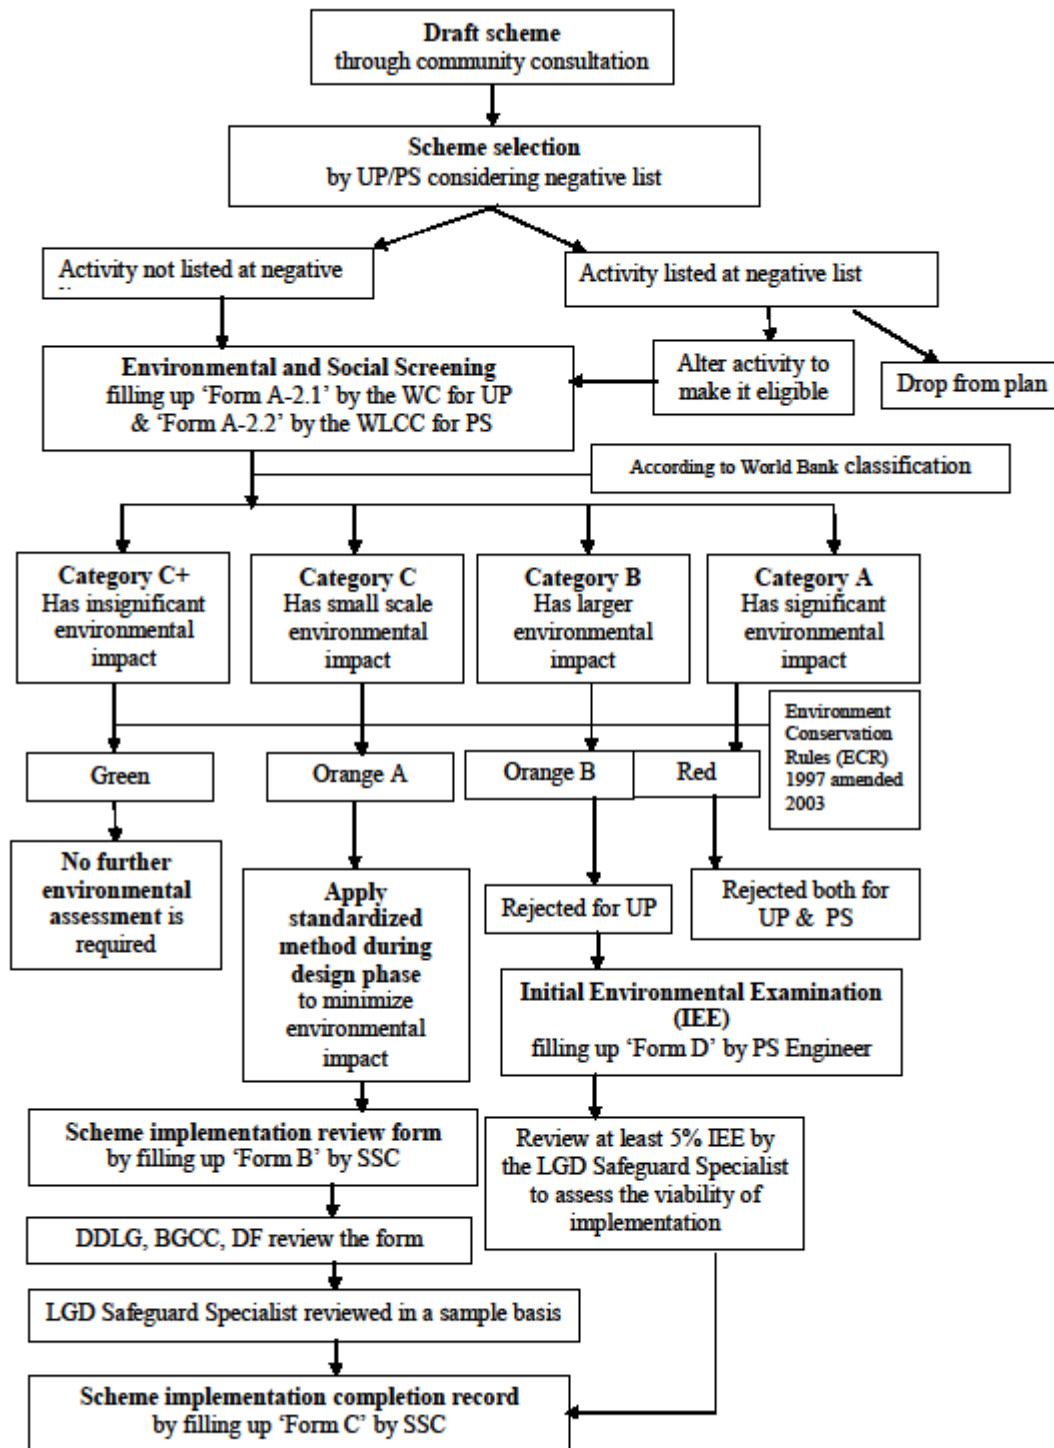 Draft scheme
through community consultation
Scheme selection
by UP/PS considering negative list
Activity not listed at negative
Activity listed at negative list
Environmental and Social Screening
filling up ‘Form A-2.1’ by the WC for UP
& ‘Form A-2.2’ by the WLCC for PS
Alter activity to
make it eligible
Drop from plan
According to World Bank classification
Category C+
Has insignificant
environmental
impact
Category C
Has small scale
environmental
impact
Category B
Has larger
environmental
impact
Category A
Has significant
environmental
impact
Environment
Conservation
Rules (ECR)
1997 amended
2003
Green
Orange A
Orange B
Red
No further
environmental
assessment is
required
Apply
standardized
method during
design phase
to minimize
environmental
impact
Rejected for UP
Rejected both for
UP & PS
Initial Environmental Examination
(IEE)
filling up ‘Form D’ by PS Engineer
Scheme implementation review form
by filling up ‘Form B’ by SSC
Review at least 5% IEE by
the LGD Safeguard Specialist
to assess the viability of
implementation
DDLG, BGCC, DF review the form
LGD Safeguard Specialist reviewed in a sample basis
Scheme implementation completion record
by filling up ‘Form C’ by SSC